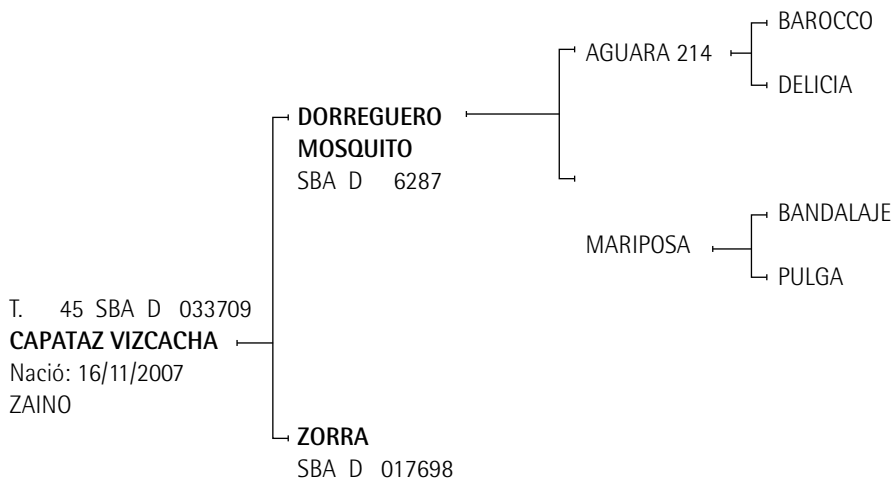 BAROCCO
AGUARA 214
DELICIA
DORREGUERO
MOSQUITO
SBA D 6287
BANDALAJE
MARIPOSA
PULGA
T. 45 SBA D 033709
CAPATAZ VIZCACHA
Nació: 16/11/2007
ZAINO
ZORRA
SBA D 017698